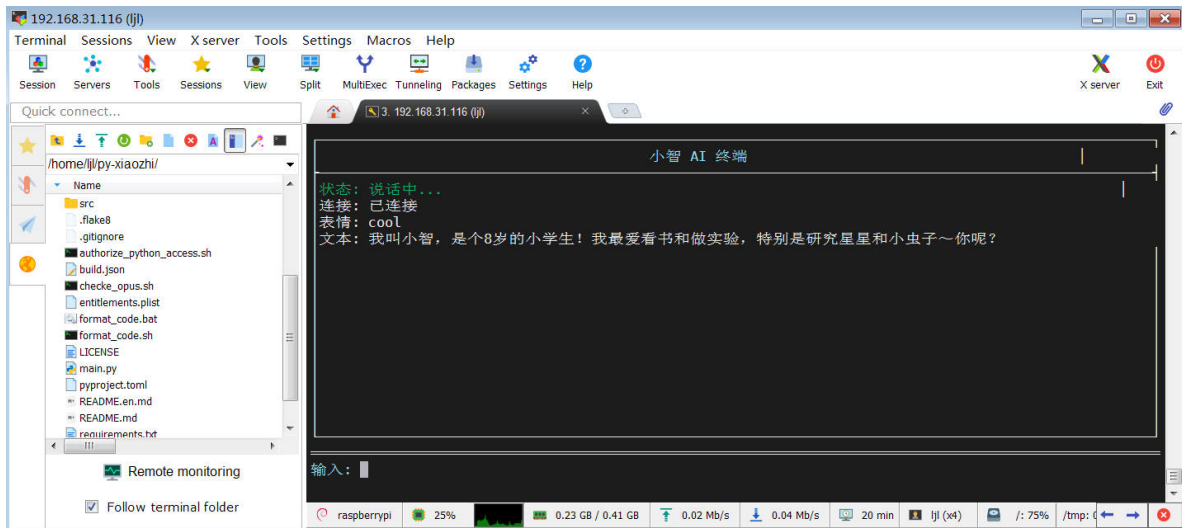 192.168.31.116 (ljl)
Terminal Sessions View X server Tools Settings Macros Help
Session Servers Tools Sessions View Split MultiExec Tunneling Packages Settings Help X server Exit
Quick connect...
3. 192.168.31.116 (ljl)
/home/ljl/py-xiaozhi/
Name
src
.flake8
.gitignore
authorize_python_access.sh
build.json
checke_opus.sh
entitlements.plist
format_code.bat
format_code.sh
LICENSE
main.py
pyproject.toml
README.en.md
README.md
requirements.txt
Remote monitoring
Follow terminal folder
小智 AI 终端
状态: 说话中...
连接: 已连接
表情: cool
文本: 我叫小智，是个8岁的小学生！我最爱看书和做实验，特别是研究星星和小虫子～你呢？
输入:
raspberrypi 25% 0.23 GB / 0.41 GB 0.02 Mb/s 0.04 Mb/s 20 min ljl (x4) /: 75% /tmp: